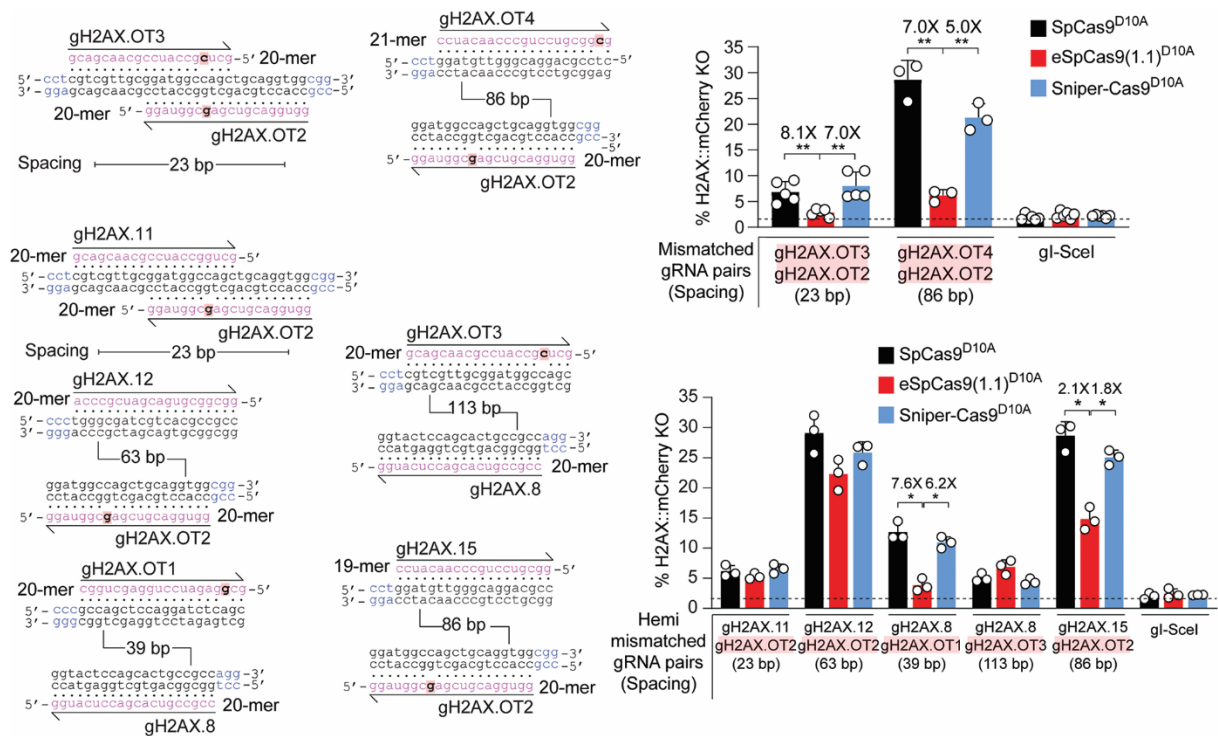 gH2AX.OT3
gcagcaacgccuaccgcucg-5′ 20-mer
5′-cctcgtcgttgcggatggccagctgcaggtggcgg-3′
3′-ggagcagcaacgcctaccggtcgacgtccaccgcc-5′
20-mer 5′-ggauggcgagcugcaggugg
gH2AX.OT2
Spacing 23 bp
gH2AX.OT4
21-mer ccuacaacccguccugcggcg
5′-cctggatgttgggcaggacgcctc-3′
3′-ggacctacaacccgtcctgcggag
86 bp
ggatggccagctgcaggtggcgg
cctaccggtcgacgtccaccgcc-5′
5′-ggauggcgagcugcaggugg 20-mer
gH2AX.OT2
gH2AX.11
20-mer gcagcaacgccuaccggucg
5′-cctcgtcgttgcggatggccagctgcaggtggcgg-3′
3′-ggagcagcaacgcctaccggtcgacgtccaccgcc-5′
20-mer 5′-ggauggcgagcugcaggugg
gH2AX.OT2
Spacing 23 bp
gH2AX.12
20-mer acccgcuagcagugcggcgg-5′
5′-ccctgggcgatcgtcacgccgcc
3′-gggacccgctagcagtgcggcgg
63 bp
ggatggccagctgcaggtggcgg-3′
cctaccggtcgacgtccaccgcc-5′
5′-ggauggcgagcugcaggugg 20-mer
gH2AX.OT2
gH2AX.OT3
20-mer gcagcaacgccuaccgcucg-5′
5′-cctcgtcgttgcggatggccagc
3′-ggagcagcaacgcctaccggtcg
113 bp
ggtactccagcactgccgccagg-3′
ccatgaggtcgtgacggcggtcc-5′
5′-gguacuccagcacugccgcc 20-mer
gH2AX.8
gH2AX.OT1
20-mer cggucgagguccuagaggcg-5′
5′-cccgccagctccaggatctcagc
3′-gggcggtcgaggtcctagagtcg
39 bp
ggtactccagcactgccgccagg-3′
ccatgaggtcgtgacggcggtcc-5′
5′-gguacuccagcacugccgcc 20-mer
gH2AX.8
gH2AX.15
19-mer ccuacaacccguccugcgg-5′
5′-cctggatgttgggcaggacgcc
3′-ggacctacaacccgtcctgcgg
86 bp
ggatggccagctgcaggtggcgg-3′
cctaccggtcgacgtccaccgcc-5′
5′-ggauggcgagcugcaggugg 20-mer
gH2AX.OT2
SpCas9D10A
eSpCas9(1.1)D10A
Sniper-Cas9D10A
% H2AX::mCherry KO
35
30
25
20
15
10
5
0
8.1X 7.0X
** **
7.0X 5.0X
** **
Mismatched
gRNA pairs
(Spacing)
gH2AX.OT3
gH2AX.OT2
(23 bp)
gH2AX.OT4
gH2AX.OT2
(86 bp)
gI-SceI
SpCas9D10A
eSpCas9(1.1)D10A
Sniper-Cas9D10A
% H2AX::mCherry KO
35
30
25
20
15
10
5
0
7.6X 6.2X
* *
2.1X 1.8X
* *
Hemi
mismatched
gRNA pairs
(Spacing)
gH2AX.11
gH2AX.OT2
(23 bp)
gH2AX.12
gH2AX.OT2
(63 bp)
gH2AX.8
gH2AX.OT1
(39 bp)
gH2AX.8
gH2AX.OT3
(113 bp)
gH2AX.15
gH2AX.OT2
(86 bp)
gI-SceI